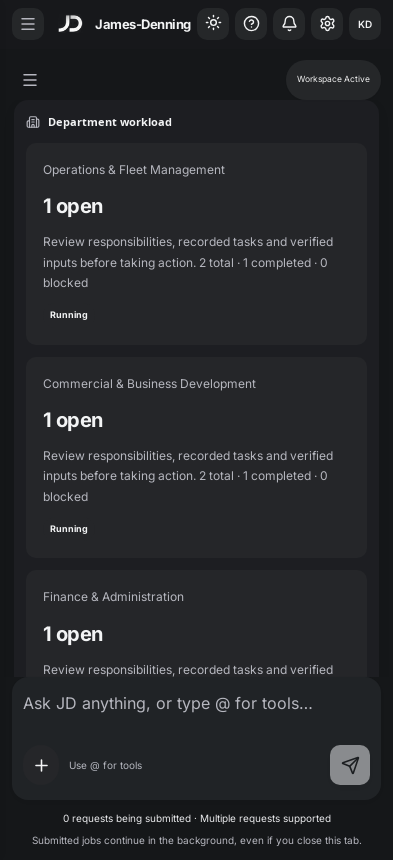 JD James-Denning KD
Workspace Active
Department workload
Operations & Fleet Management
1 open
Review responsibilities, recorded tasks and verified
inputs before taking action. 2 total · 1 completed · 0
blocked
Running
Commercial & Business Development
1 open
Review responsibilities, recorded tasks and verified
inputs before taking action. 2 total · 1 completed · 0
blocked
Running
Finance & Administration
1 open
Review responsibilities, recorded tasks and verified
Ask JD anything, or type @ for tools...
Use @ for tools
0 requests being submitted · Multiple requests supported
Submitted jobs continue in the background, even if you close this tab.